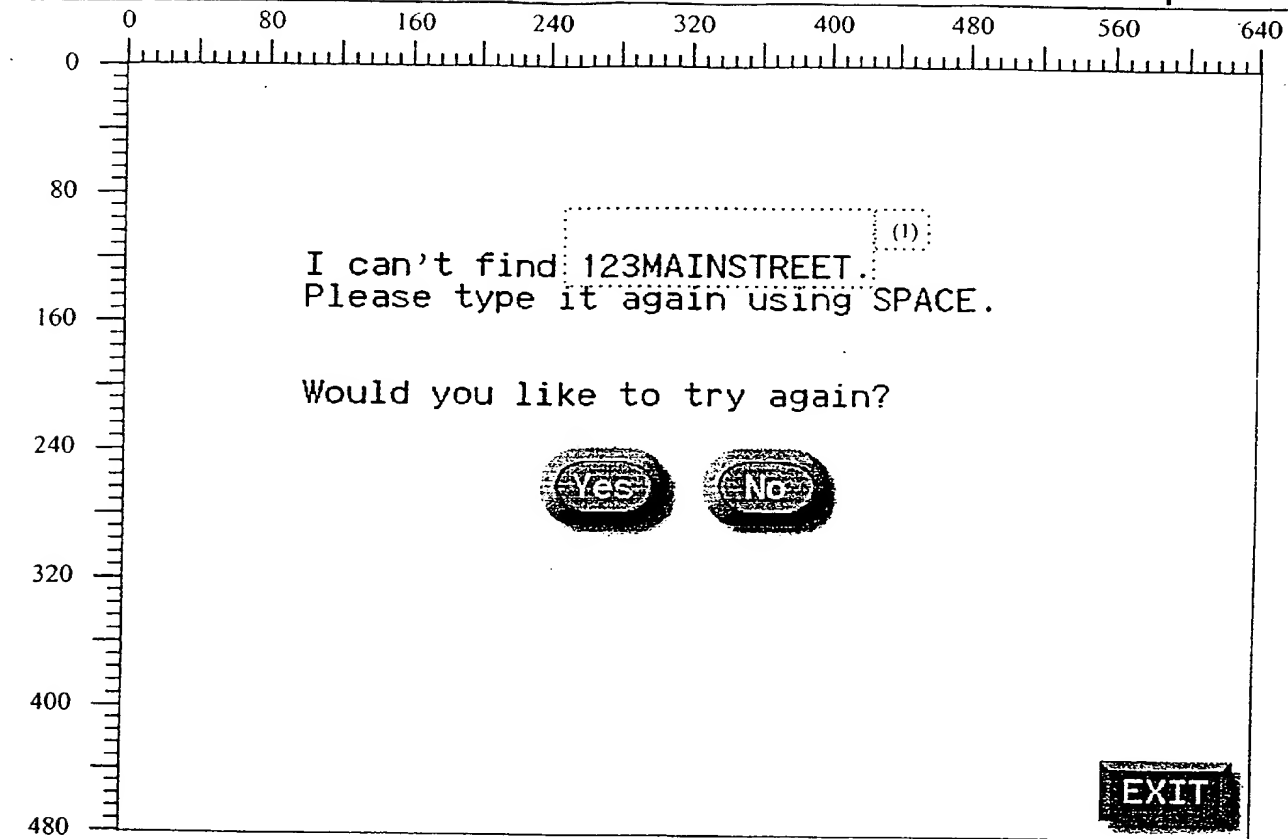 0 80 160 240 320 400 480 560 640
0
80
(1)
I can't find 123MAINSTREET.
Please type it again using SPACE.
160
Would you like to try again?
240
Yes No
320
400
EXIT
480